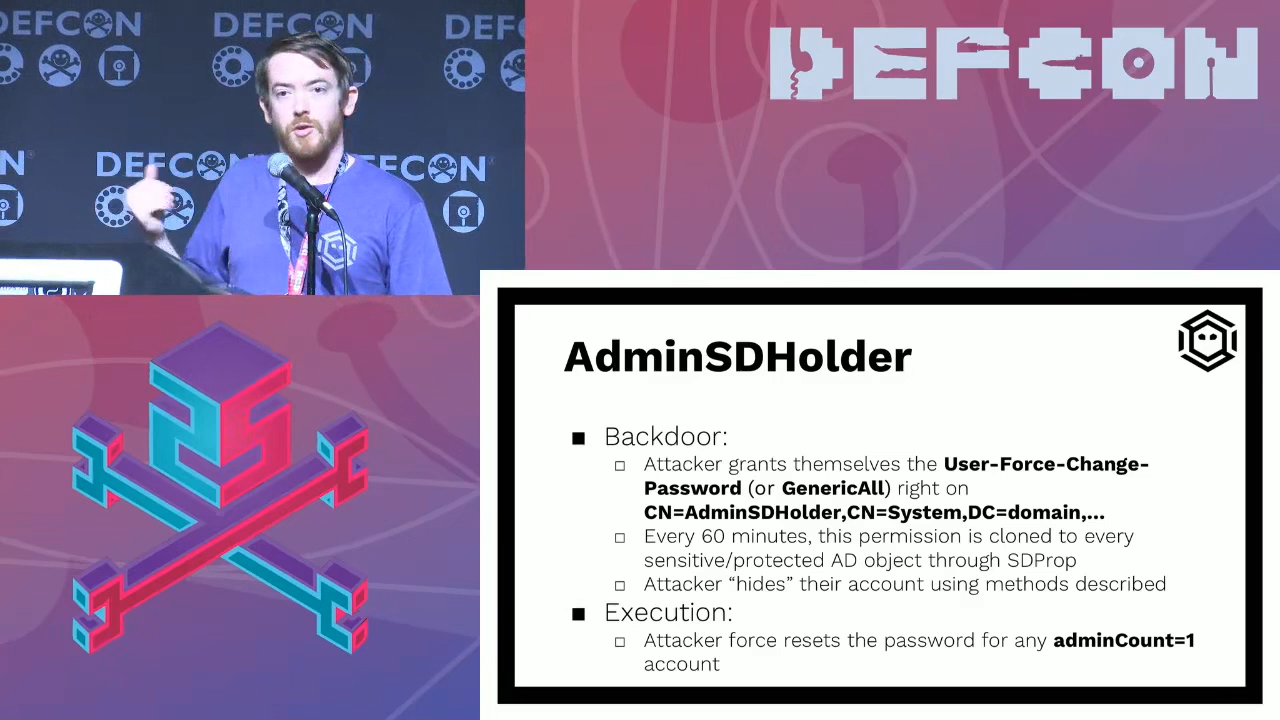 DEFCON
DEFCON
DEF
N
DEFCON
EFCON
DEFCON
25
AdminSDHolder
■ Backdoor:
□ Attacker grants themselves the User-Force-Change-
Password (or GenericAll) right on
CN=AdminSDHolder,CN=System,DC=domain,...
□ Every 60 minutes, this permission is cloned to every
sensitive/protected AD object through SDProp
□ Attacker “hides” their account using methods described
■ Execution:
□ Attacker force resets the password for any adminCount=1
account